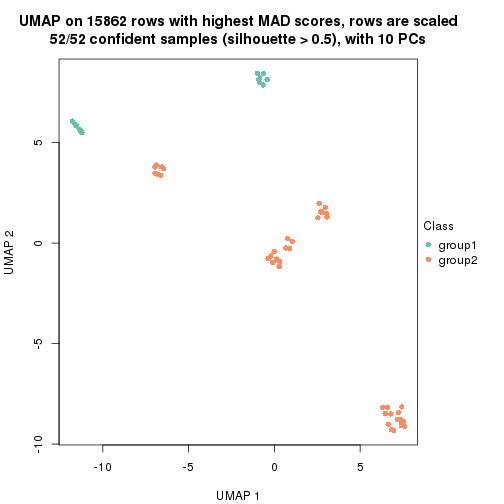 UMAP on 15862 rows with highest MAD scores, rows are scaled
52/52 confident samples (silhouette > 0.5), with 10 PCs
5
0
-5
-10
UMAP 2
-10
-5
0
5
UMAP 1
Class
group1
group2